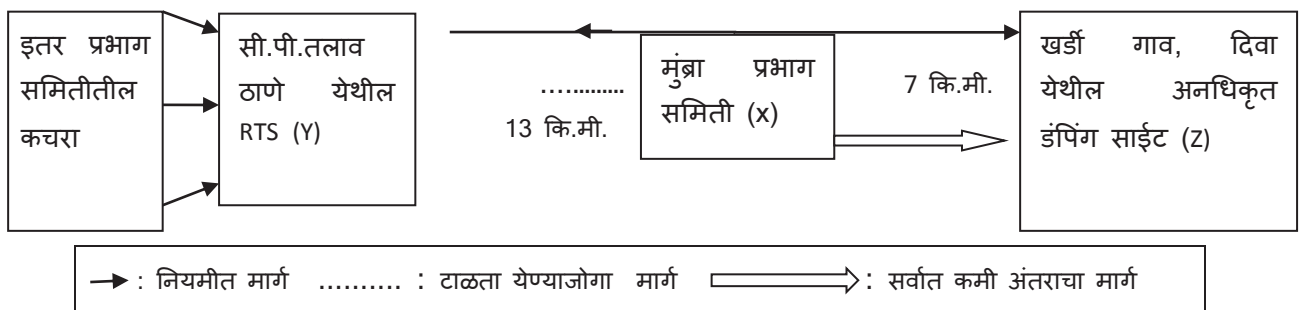 इतर प्रभाग
समितीतील
कचरा
सी.पी.तलाव
ठाणे येथील
RTS (Y)
.............
13 कि.मी.
मुंब्रा प्रभाग
समिती (x)
7 कि.मी.
खर्डी गाव, दिवा
येथील अनधिकृत
डंपिंग साईट (Z)
: नियमीत मार्ग .......... : टाळता येण्याजोगा मार्ग : सर्वात कमी अंतराचा मार्ग